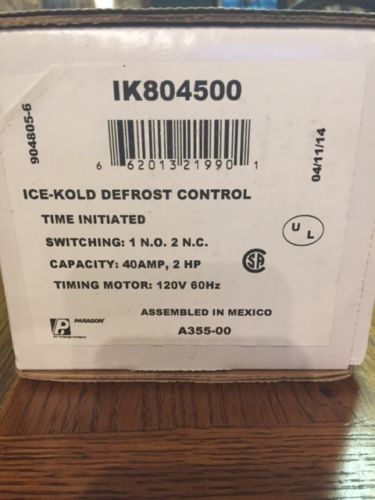 IK804500
904805-6
6 62013 21990 1
04/11/14
ICE-KOLD DEFROST CONTROL
TIME INITIATED
SWITCHING: 1 N.O. 2 N.C.
CAPACITY: 40AMP, 2 HP
TIMING MOTOR: 120V 60Hz
UL
SA
ASSEMBLED IN MEXICO
PARAGON
A355-00